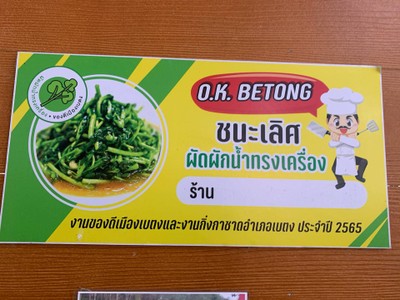 O.K. BETONG
ชนะเลิศ
ผัดผักน้ำทรงเครื่อง
ร้าน
งานของดีเมืองเบตงและงานกิ่งกาชาดอำเภอเบตง ประจำปี 2565